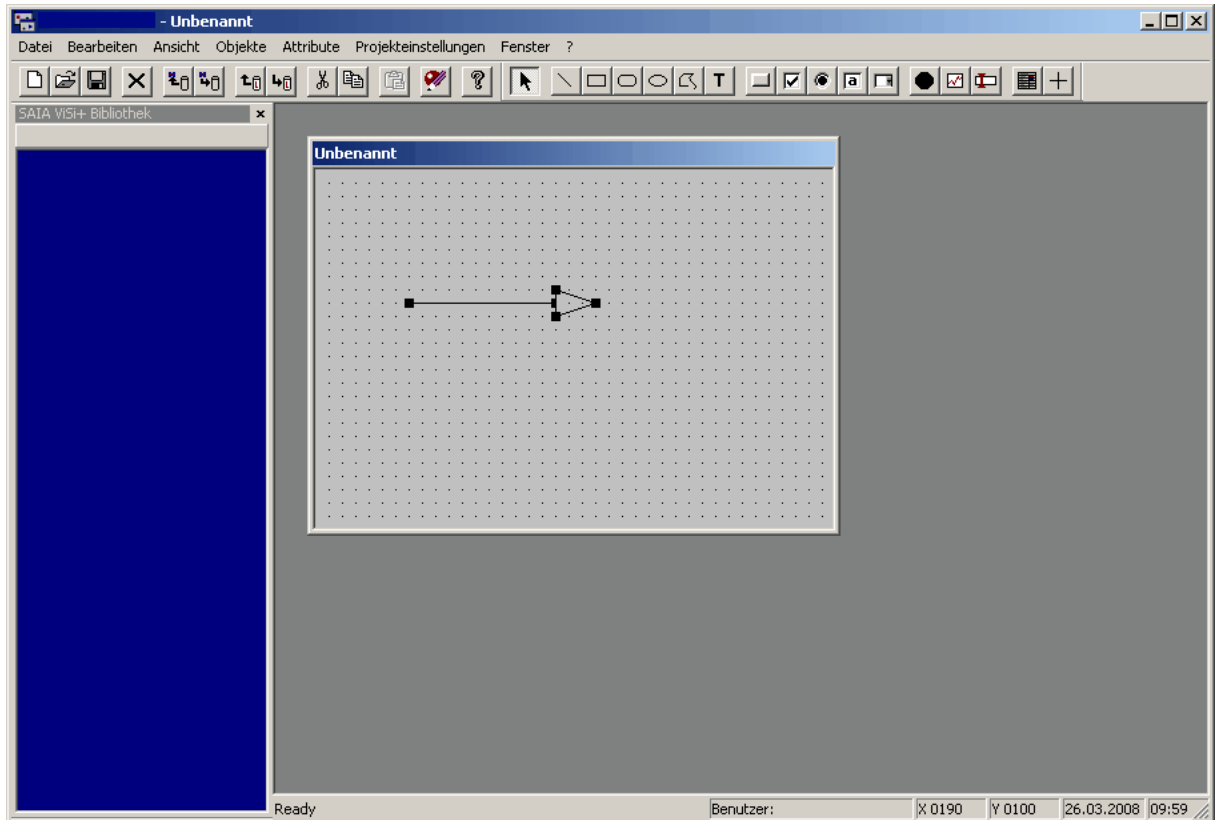 - Unbenannt
Datei Bearbeiten Ansicht Objekte Attribute Projekteinstellungen Fenster ?
T a
SAIA ViSi+ Bibliothek
Unbenannt
Ready Benutzer: X 0190 Y 0100 26.03.2008 09:59